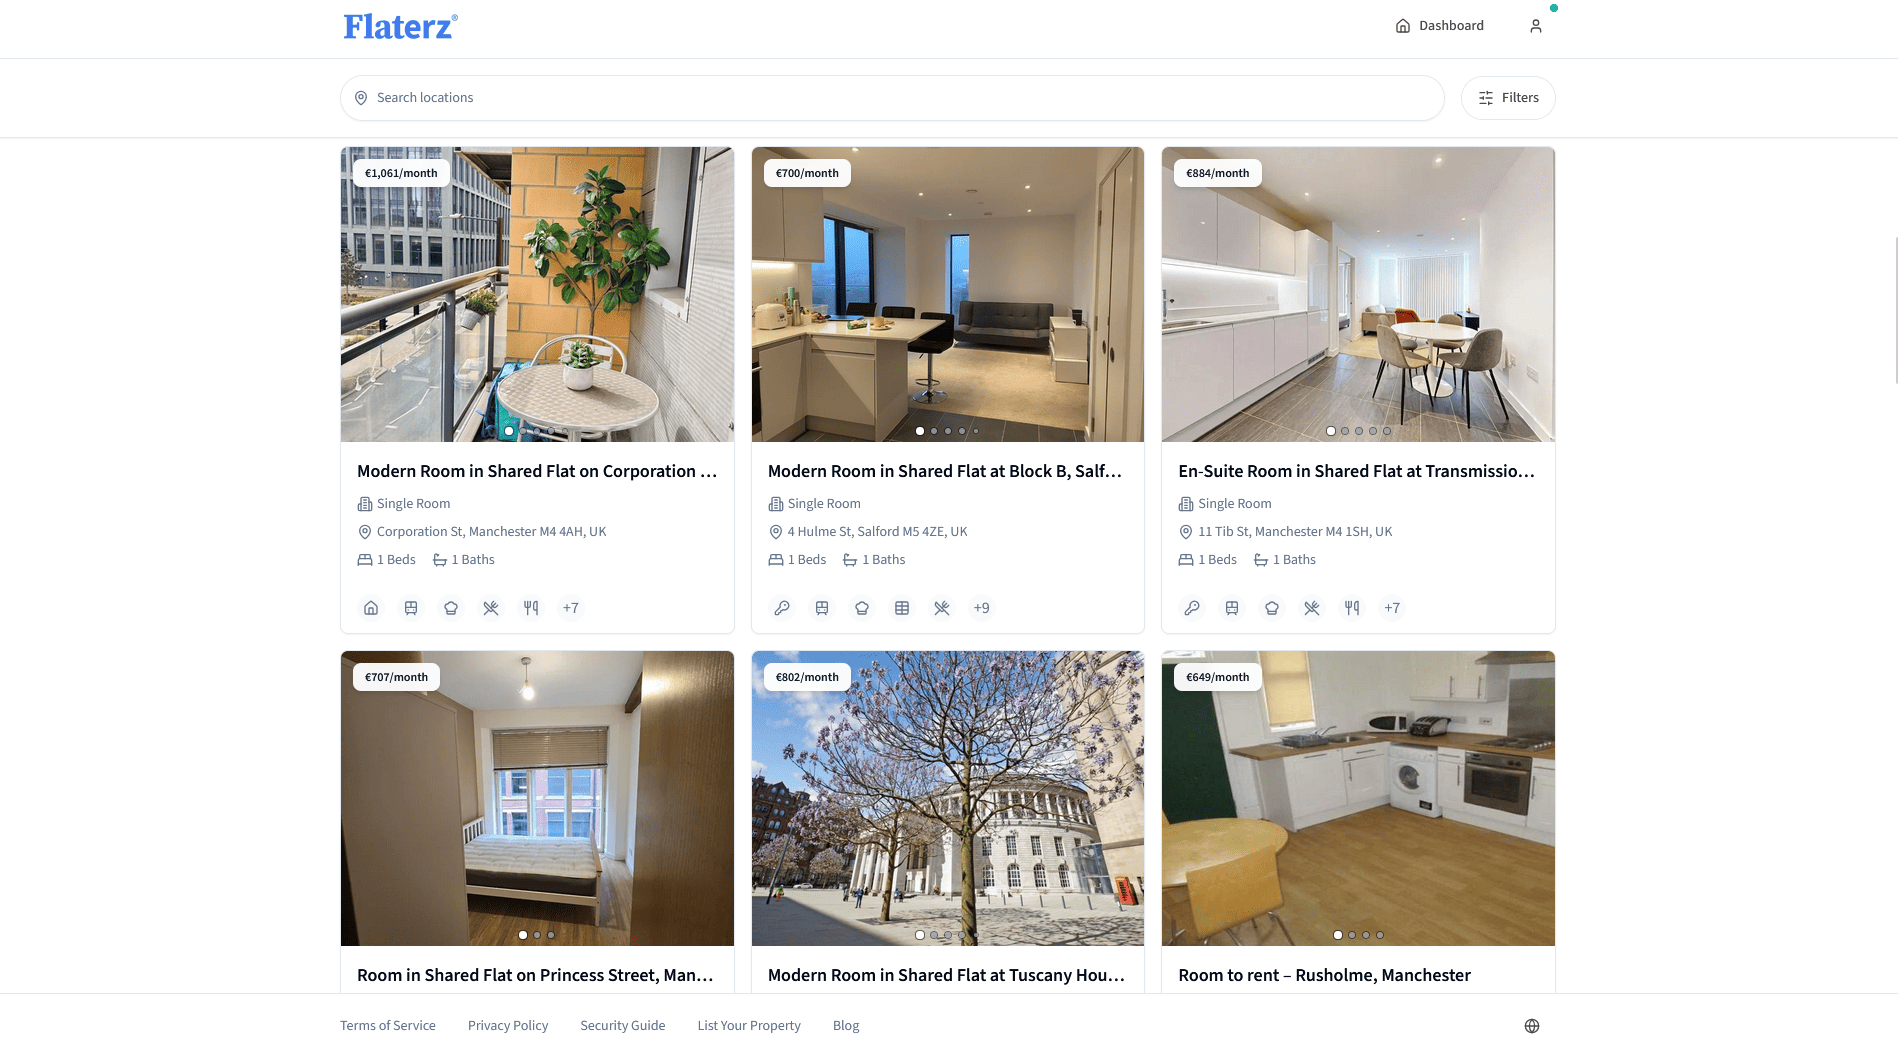 Flaterz®
Dashboard
Search locations
Filters
€1,061/month
€700/month
€884/month
Modern Room in Shared Flat on Corporation ...
Modern Room in Shared Flat at Block B, Salf...
En-Suite Room in Shared Flat at Transmissio...
Single Room
Single Room
Single Room
Corporation St, Manchester M4 4AH, UK
4 Hulme St, Salford M5 4ZE, UK
11 Tib St, Manchester M4 1SH, UK
1 Beds 1 Baths
1 Beds 1 Baths
1 Beds 1 Baths
+7
+9
+7
€707/month
€802/month
€649/month
Room in Shared Flat on Princess Street, Man...
Modern Room in Shared Flat at Tuscany Hou...
Room to rent – Rusholme, Manchester
Terms of Service Privacy Policy Security Guide List Your Property Blog